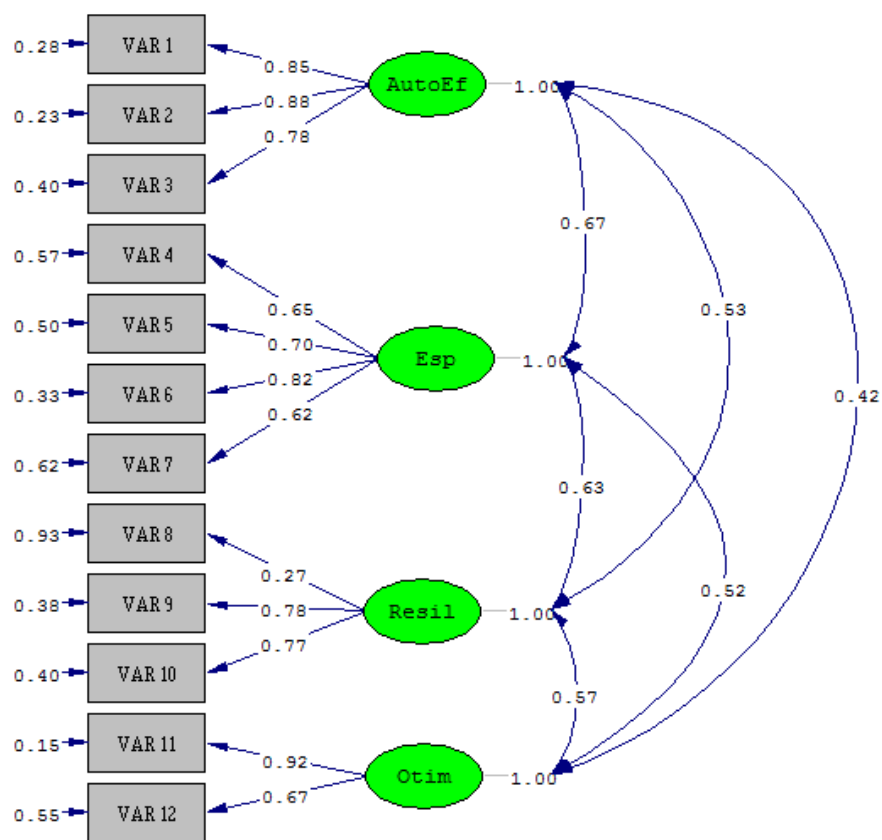 0.28 VAR 1
0.85 AutoEf 1.00
0.23 VAR 2
0.88
0.78
0.40 VAR 3
0.67
0.57 VAR 4
0.65
0.53
0.50 VAR 5
0.70 Esp 1.00
0.33 VAR 6
0.82
0.42
0.62
0.62 VAR 7
0.63
0.93 VAR 8
0.27
0.52
0.38 VAR 9
0.78 Resil 1.00
0.40 VAR 10
0.77
0.57
0.15 VAR 11
0.92 Otim 1.00
0.67
0.55 VAR 12